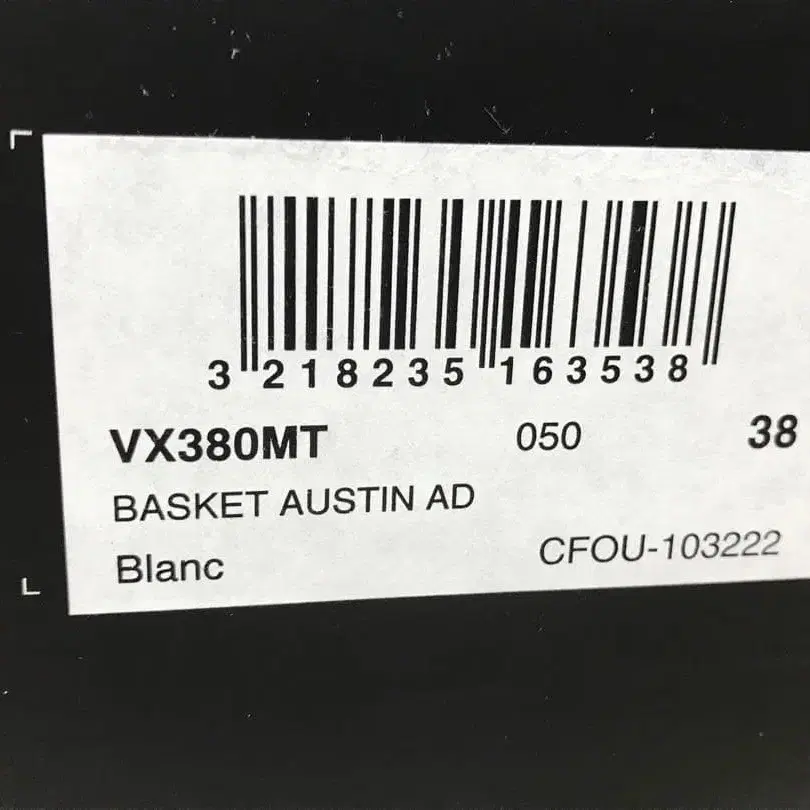 3 218235 163538
VX380MT 050 38
BASKET AUSTIN AD
Blanc CFOU-103222